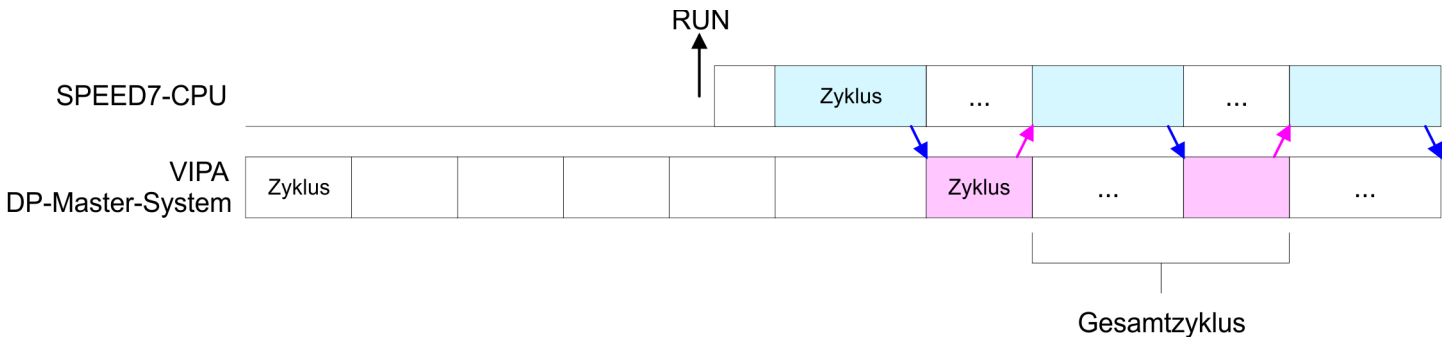 RUN
SPEED7-CPU
Zyklus
...
...
VIPA
DP-Master-System
Zyklus
Zyklus
...
...
Gesamtzyklus